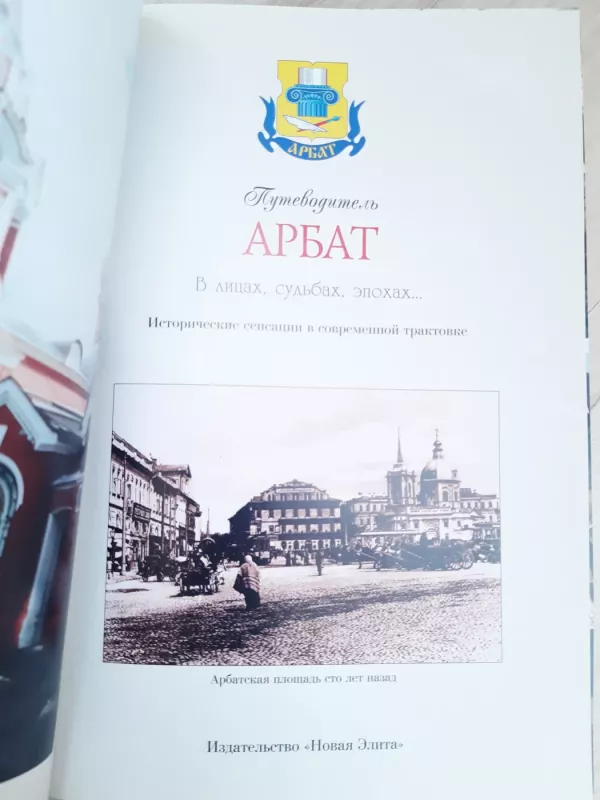 АРБАТ
Путеводитель
АРБАТ
В лицах, судьбах, эпохах...
Исторические сенсации в современной трактовке
Арбатская площадь сто лет назад
Издательство «Новая Элита»